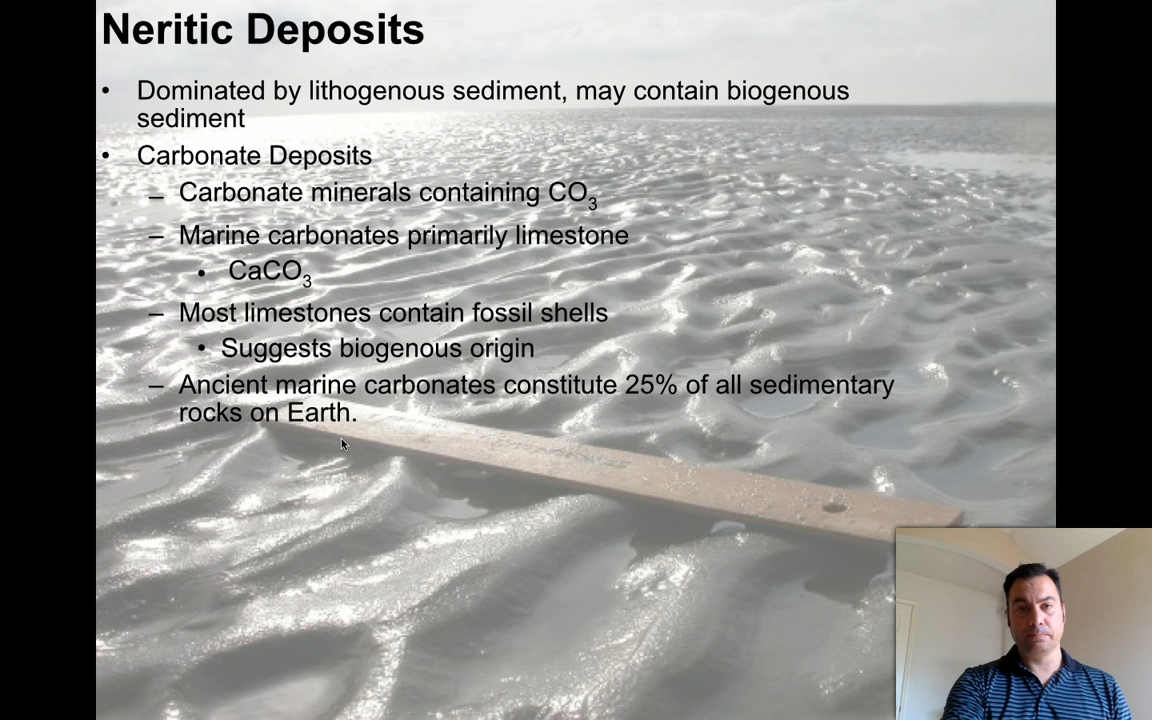 Neritic Deposits
• Dominated by lithogenous sediment, may contain biogenous
sediment
• Carbonate Deposits
– Carbonate minerals containing CO3
– Marine carbonates primarily limestone
• CaCO3
– Most limestones contain fossil shells
• Suggests biogenous origin
– Ancient marine carbonates constitute 25% of all sedimentary
rocks on Earth.